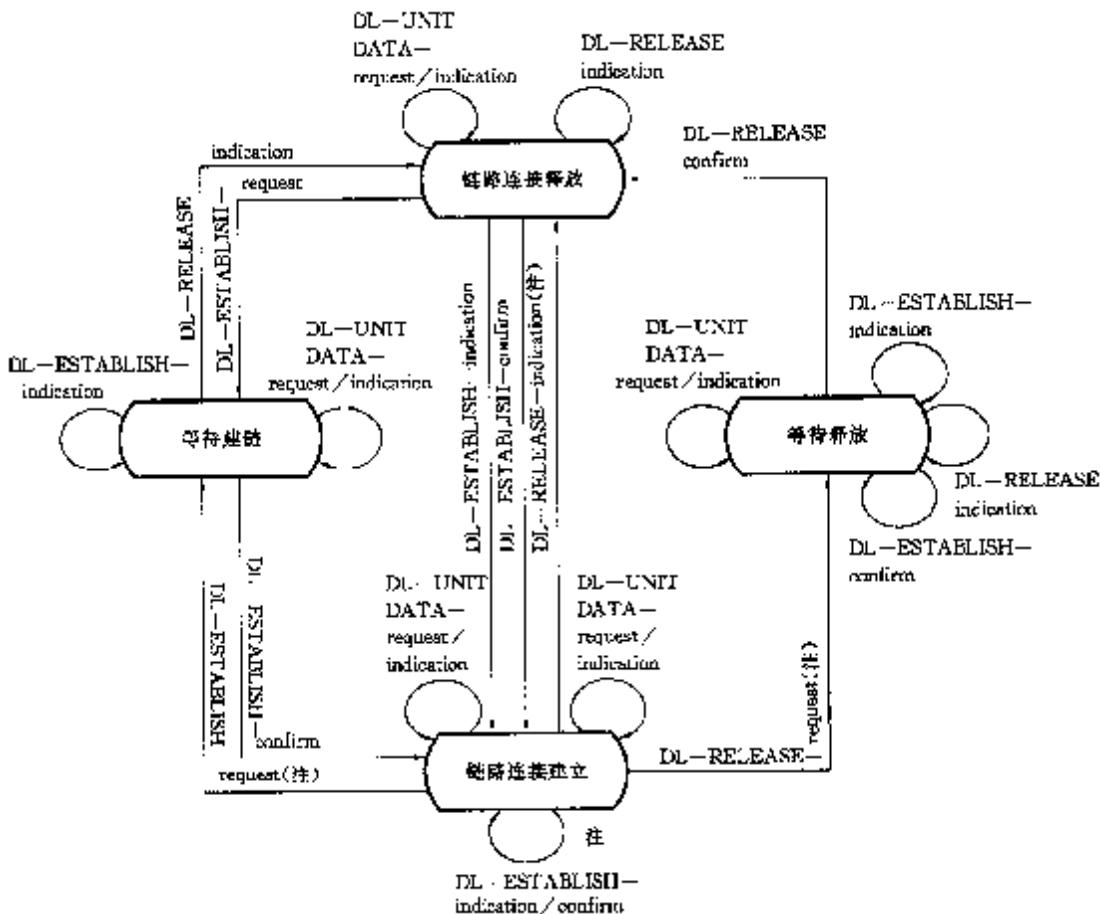 DL—UNIT
DATA—
request／indication
DL—RELEASE
indication
DL—RELEASE
confirm
indication
request
链路连接释放
DL—RELEASE
DL—ESTABLISH—
DL—ESTABLISH—indication
DL—ESTABLISH—confirm
DL—RELEASE—indication(注)
DL—ESTABLISH—
indication
DL—UNIT
DATA—
request／indication
DL—UNIT
DATA—
request／indication
DL—ESTABLISH—
indication
等待建链
等待释放
DL—RELEASE
indication
DL—ESTABLISH—
confirm
DL—ESTABLISH
DL—ESTABLISH—
confirm
request(注)
DL—UNIT
DATA—
request／
indication
DL—UNIT
DATA—
request／
indication
链路连接建立
DL—RELEASE—
request(注)
注
DL—ESTABLISH—
indication／confirm